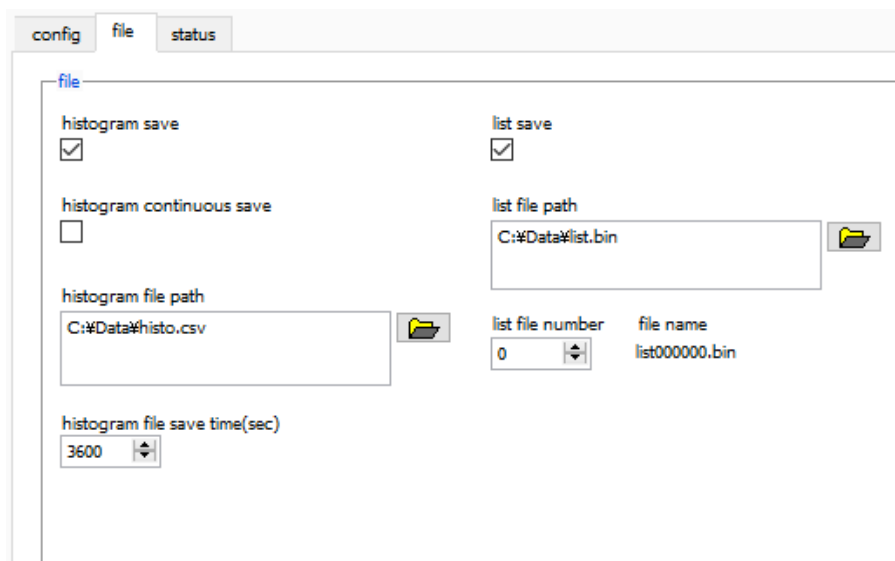 config
file
status
file
histogram save
list save
histogram continuous save
list file path
C:¥Data¥list.bin
histogram file path
C:¥Data¥histo.csv
list file number
file name
0
list000000.bin
histogram file save time(sec)
3600